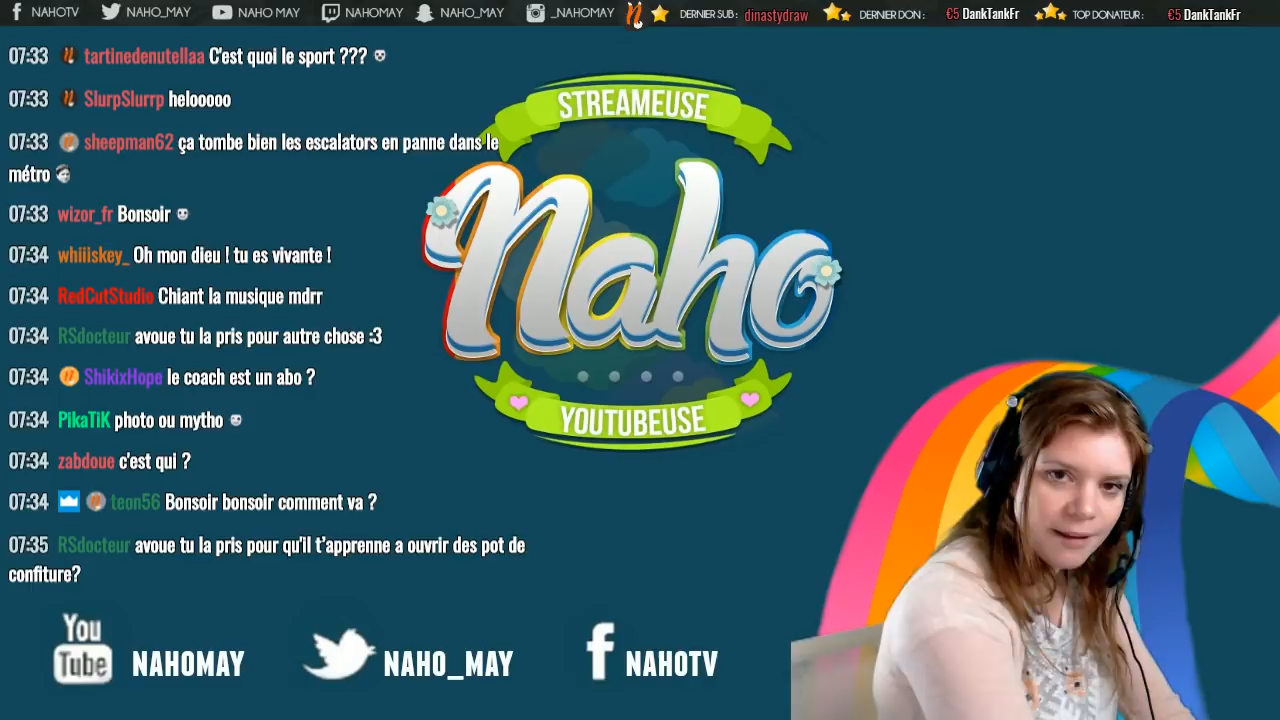 NAHOTV NAHO_MAY NAHO MAY NAHOMAY NAHO_MAY _NAHOMAY DERNIER SUB : dinastydraw DERNIER DON : €5 DankTankFr TOP DONATEUR : €5 DankTankFr
07:33 tartinedenutellaa C'est quoi le sport ???
07:33 SlurpSlurrp helooooo
07:33 sheepman62 ça tombe bien les escalators en panne dans le
métro
07:33 wizor_fr Bonsoir
07:34 whiiiskey_ Oh mon dieu ! tu es vivante !
07:34 RedCutStudio Chiant la musique mdrr
07:34 RSdocteur avoue tu la pris pour autre chose :3
07:34 ShikixHope le coach est un abo ?
07:34 PikaTiK photo ou mytho
07:34 zabdoue c'est qui ?
07:34 teon56 Bonsoir bonsoir comment va ?
07:35 RSdocteur avoue tu la pris pour qu'il t'apprenne a ouvrir des pot de
confiture?
STREAMEUSE
Naho
YOUTUBEUSE
You
Tube
NAHOMAY
NAHO_MAY
NAHOTV